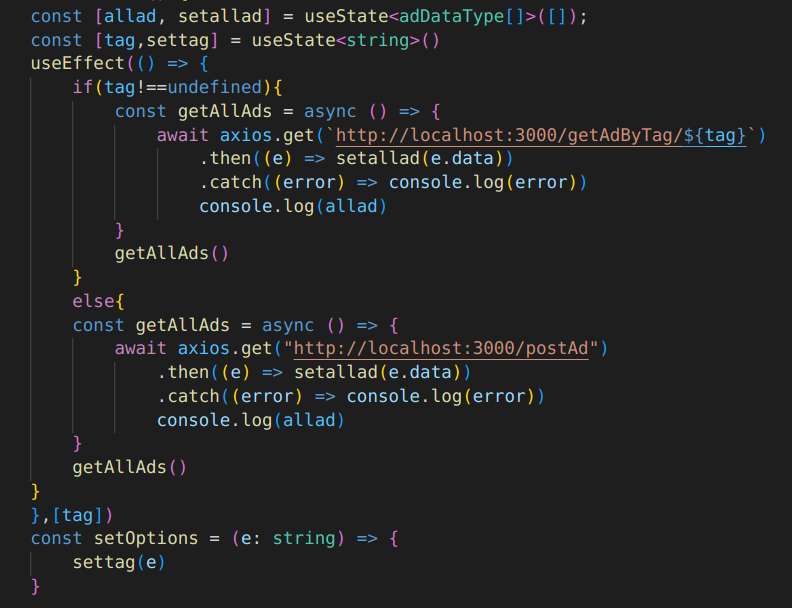 const [allad, setallad] = useState<adDataType[]>([]);
const [tag,settag] = useState<string>()
useEffect(() => {
    if(tag!==undefined){
        const getAllAds = async () => {
            await axios.get(`http://localhost:3000/getAdByTag/${tag}`)
                .then((e) => setallad(e.data))
                .catch((error) => console.log(error))
                console.log(allad)
        }
        getAllAds()
    }
    else{
    const getAllAds = async () => {
        await axios.get("http://localhost:3000/postAd")
            .then((e) => setallad(e.data))
            .catch((error) => console.log(error))
            console.log(allad)
    }
    getAllAds()
}
},[tag])
const setOptions = (e: string) => {
    settag(e)
}